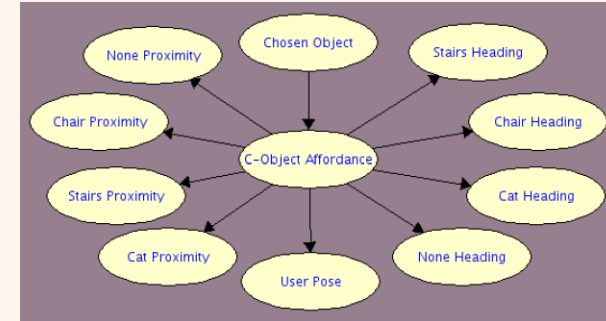 Chosen Object
None Proximity
Stairs Heading
Chair Proximity
Chair Heading
C-Object Affordance
Stairs Proximity
Cat Heading
Cat Proximity
None Heading
User Pose